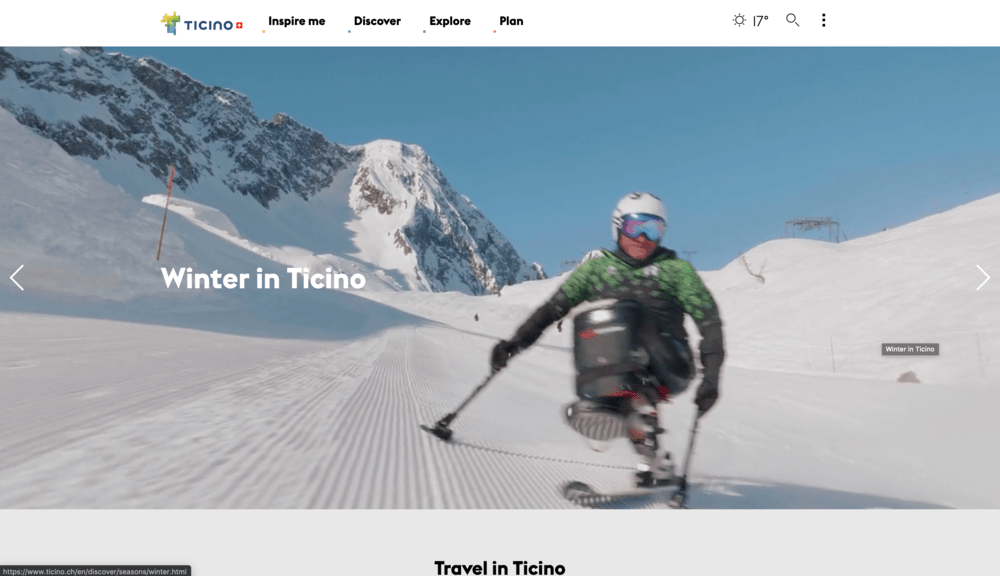 TICINO
Inspire me
Discover
Explore
Plan
17°
Winter in Ticino
Winter in Ticino
Travel in Ticino
https://www.ticino.ch/en/discover/seasons/winter.html